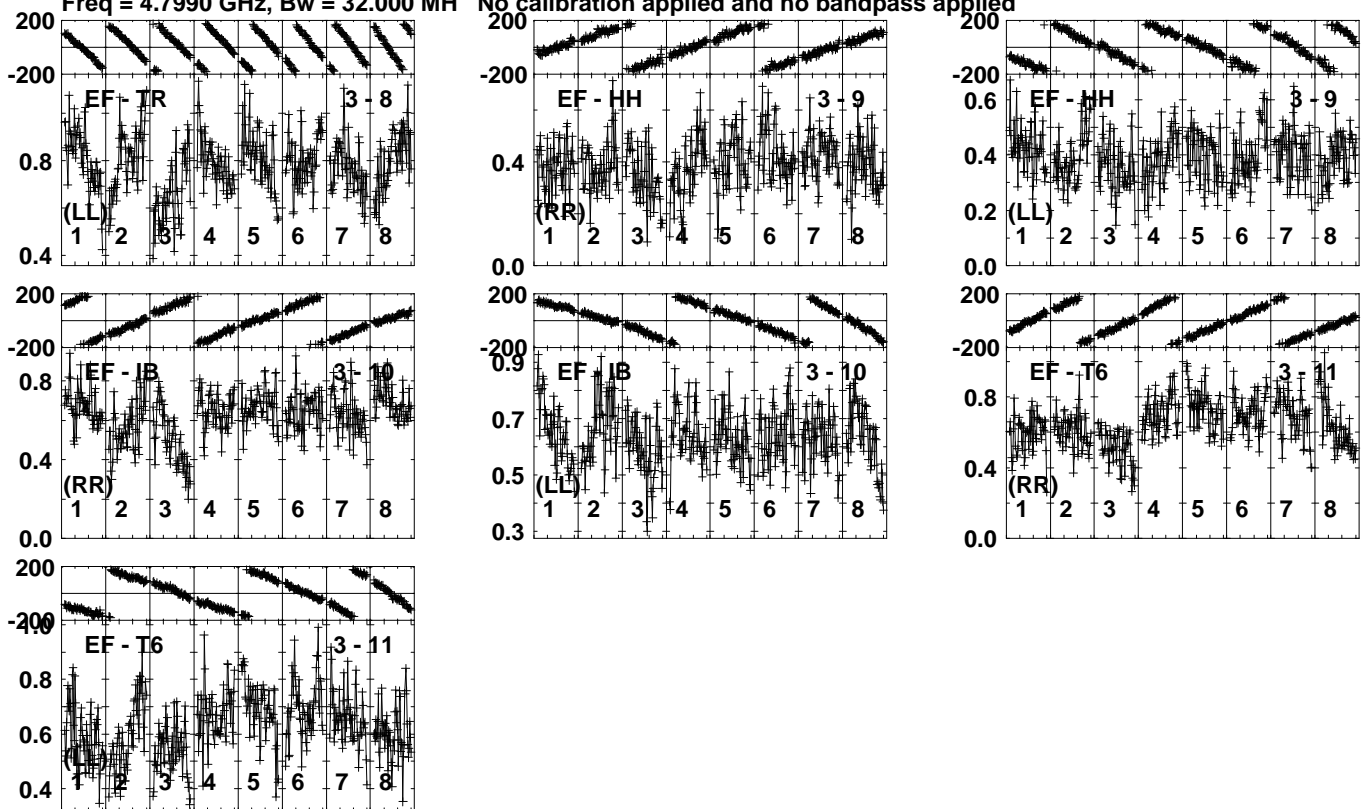 Freq = 4.7990 GHz, Bw = 32.000 MH No calibration applied and no bandpass applied
200
-200
EF - TR 3 - 8
0.8
(LL)
1 2 3 4 5 6 7 8
0.4
200
-200
EF - HH 3 - 9
0.4
(RR)
1 2 3 4 5 6 7 8
0.0
200
-200
0.6
EF - HH 3 - 9
0.4
0.2
(LL)
1 2 3 4 5 6 7 8
0.0
200
-200
EF - IB 3 - 10
0.8
0.4
(RR)
1 2 3 4 5 6 7 8
0.0
200
-200
0.9
EF - IB 3 - 10
0.7
0.5
(LL)
1 2 3 4 5 6 7 8
0.3
200
-200
EF - T6 3 - 11
0.8
0.4
(RR)
1 2 3 4 5 6 7 8
0.0
200
-200
1.0
EF - T6 3 - 11
0.8
0.6
(LL)
1 2 3 4 5 6 7 8
0.4